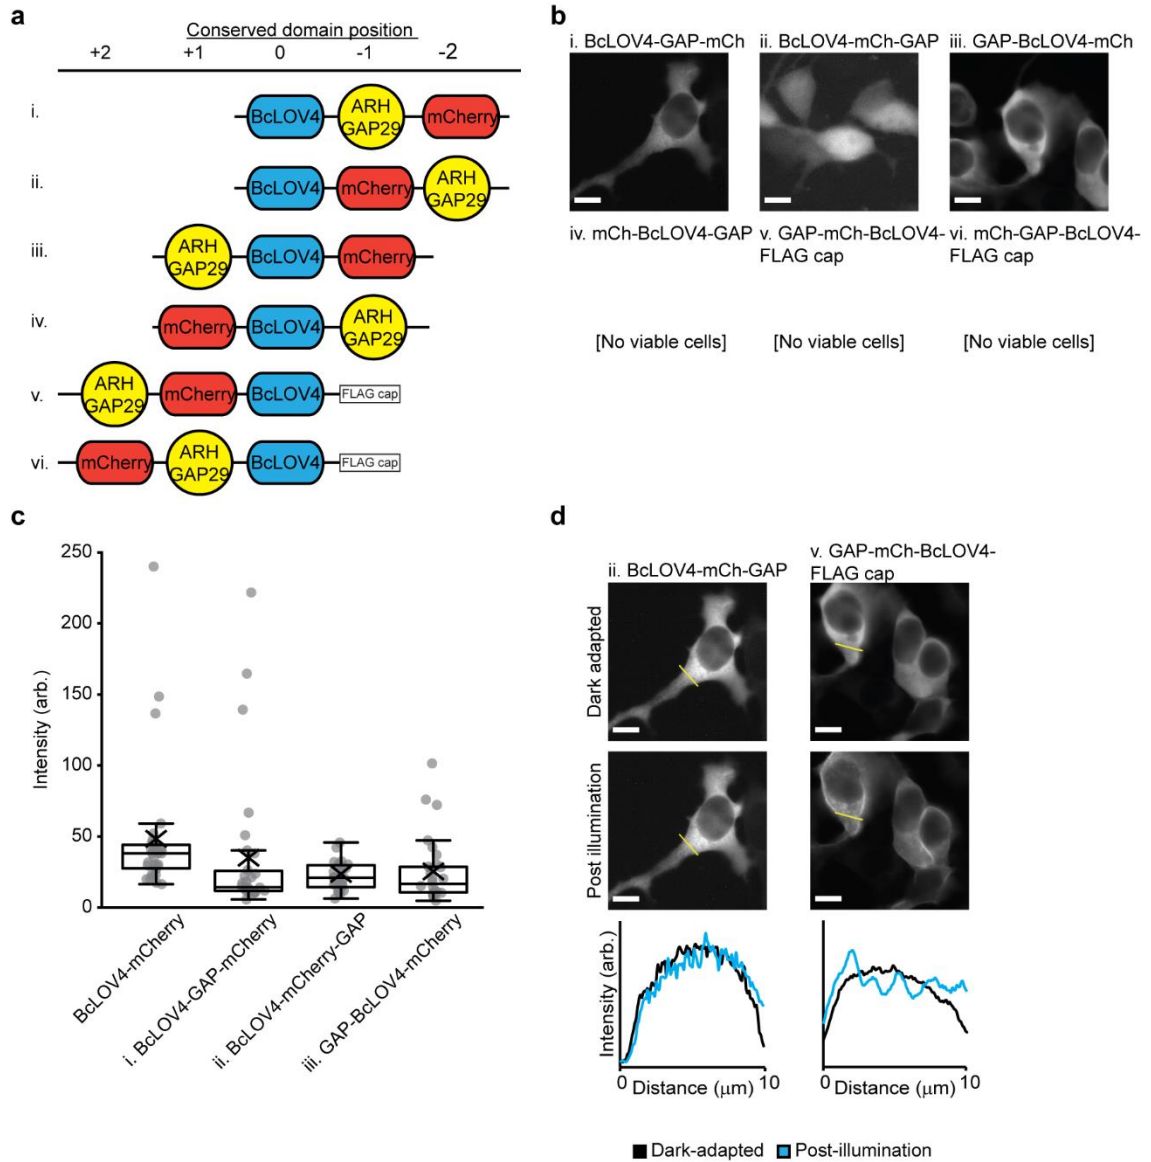 a
Conserved domain position
+2 +1 0 -1 -2
i.
BcLOV4
ARH
GAP29
mCherry
ii.
BcLOV4
mCherry
ARH
GAP29
iii.
ARH
GAP29
BcLOV4
mCherry
iv.
mCherry
BcLOV4
ARH
GAP29
v.
ARH
GAP29
mCherry
BcLOV4
FLAG cap
vi.
mCherry
ARH
GAP29
BcLOV4
FLAG cap
b
i. BcLOV4-GAP-mCh
ii. BcLOV4-mCh-GAP
iii. GAP-BcLOV4-mCh
iv. mCh-BcLOV4-GAP
v. GAP-mCh-BcLOV4-
FLAG cap
vi. mCh-GAP-BcLOV4-
FLAG cap
[No viable cells]
[No viable cells]
[No viable cells]
c
Intensity (arb.)
250
200
150
100
50
0
BcLOV4-mCherry
i. BcLOV4-GAP-mCherry
ii. BcLOV4-mCherry-GAP
iii. GAP-BcLOV4-mCherry
d
ii. BcLOV4-mCh-GAP
v. GAP-mCh-BcLOV4-
FLAG cap
Dark adapted
Post illumination
Intensity (arb.)
0 Distance (μm) 10
0 Distance (μm) 10
Dark-adapted
Post-illumination